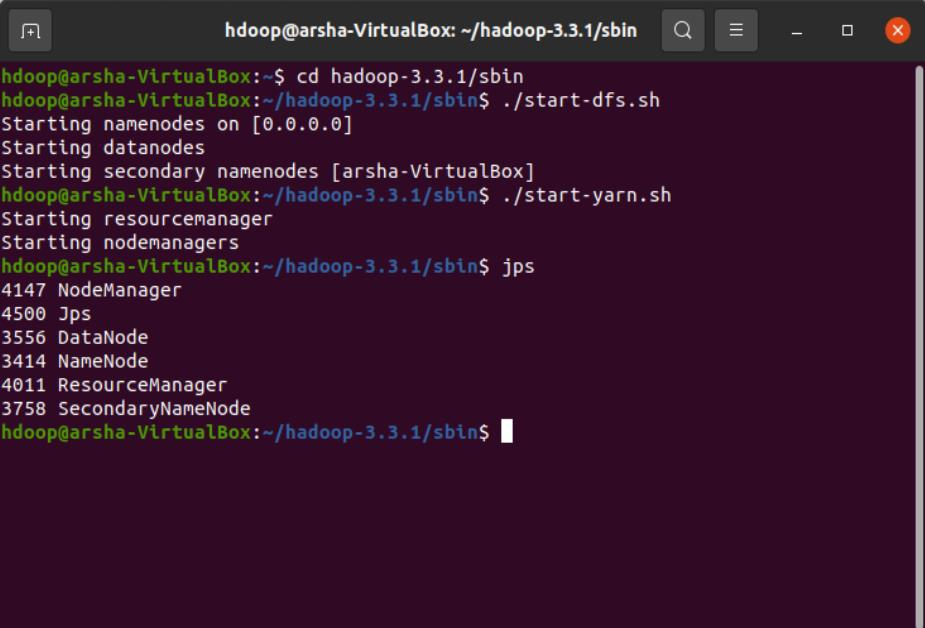 hdoop@arsha-VirtualBox: ~/hadoop-3.3.1/sbin
hdoop@arsha-VirtualBox:~$ cd hadoop-3.3.1/sbin
hdoop@arsha-VirtualBox:~/hadoop-3.3.1/sbin$ ./start-dfs.sh
Starting namenodes on [0.0.0.0]
Starting datanodes
Starting secondary namenodes [arsha-VirtualBox]
hdoop@arsha-VirtualBox:~/hadoop-3.3.1/sbin$ ./start-yarn.sh
Starting resourcemanager
Starting nodemanagers
hdoop@arsha-VirtualBox:~/hadoop-3.3.1/sbin$ jps
4147 NodeManager
4500 Jps
3556 DataNode
3414 NameNode
4011 ResourceManager
3758 SecondaryNameNode
hdoop@arsha-VirtualBox:~/hadoop-3.3.1/sbin$